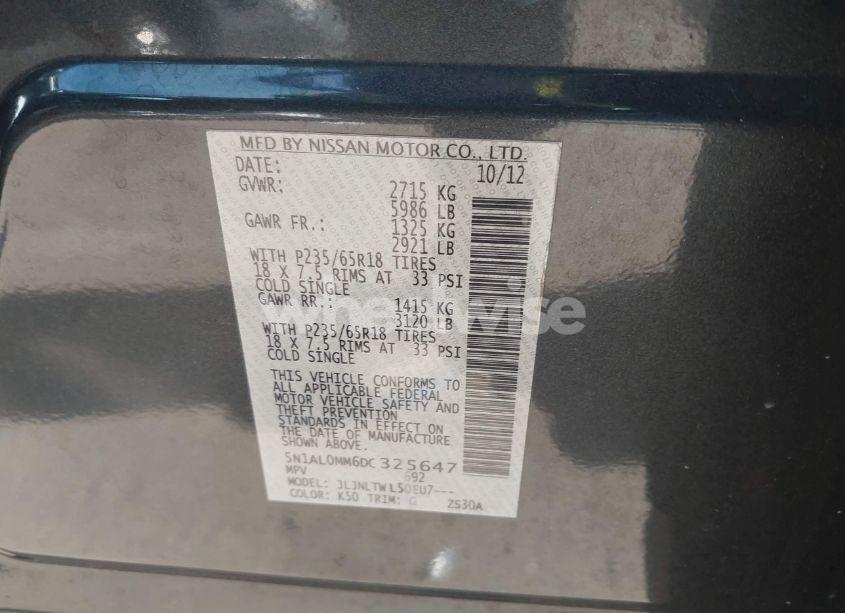 MFD BY NISSAN MOTOR CO., LTD.
DATE: 10/12
GVWR: 2715 KG
5986 LB
GAWR FR.: 1325 KG
2921 LB
WITH P235/65R18 TIRES
18 X 7.5 RIMS AT 33 PSI
COLD SINGLE
GAWR RR.: 1415 KG
3120 LB
WITH P235/65R18 TIRES
18 X 7.5 RIMS AT 33 PSI
COLD SINGLE
THIS VEHICLE CONFORMS TO
ALL APPLICABLE FEDERAL
MOTOR VEHICLE SAFETY AND
THEFT PREVENTION
STANDARDS IN EFFECT ON
THE DATE OF MANUFACTURE
SHOWN ABOVE.
5N1AL0MM6DC325647
MPV 692
MODEL: JL3NLTWL50EU7---
COLOR: K50 TRIM: G ZS30A
wheelwise